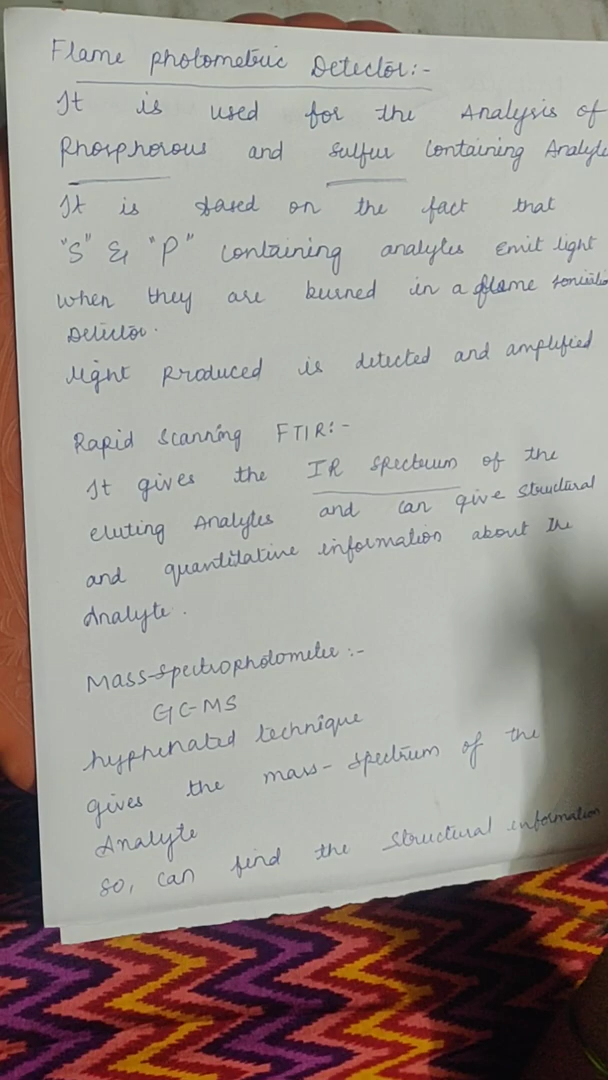 Flame photometric Detector:-
It is used for the Analysis of
Phosphorous and sulfur containing Analyte
It is based on the fact that
"S" & "P" containing analytes emit light
when they are burned in a flame ionization
Detector.
Light Produced is detected and amplified
Rapid Scanning FTIR:-
It gives the IR spectrum of the
eluting Analytes and can give structural
and quantitative information about the
Analyte.
Mass-spectrophotometer:-
GC-MS
hyphenated technique
gives the mass-spectrum of the
Analyte
so, can find the structural information